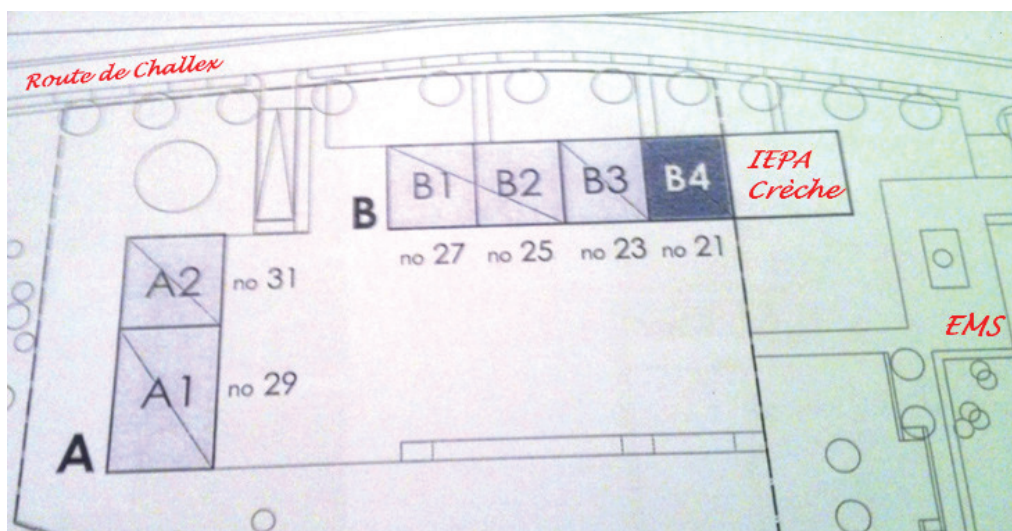 Route de Challex
B1 B2 B3 B4
IEPA
Crèche
B
no 27 no 25 no 23 no 21
A2 no 31
EMS
A1 no 29
A